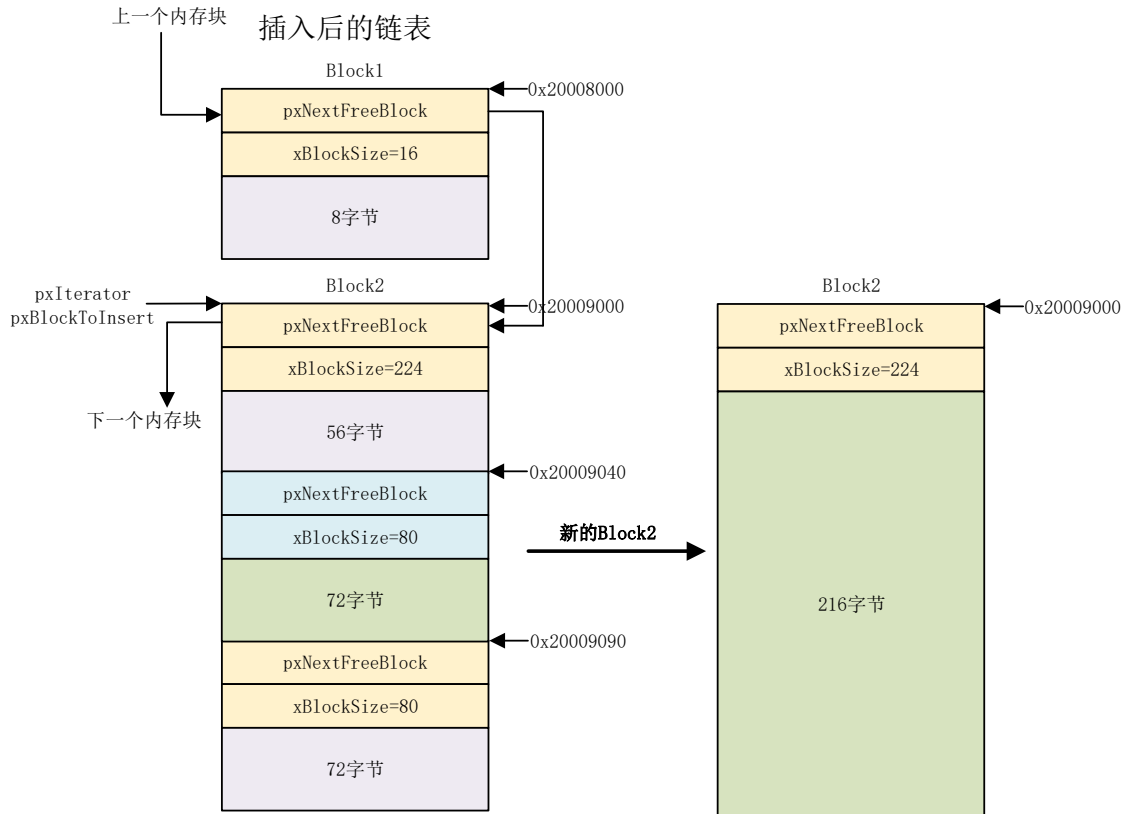 上一个内存块
插入后的链表
Block1
0x20008000
pxNextFreeBlock
xBlockSize=16
8字节
Block2
pxIterator
pxBlockToInsert
0x20009000
pxNextFreeBlock
xBlockSize=224
下一个内存块
56字节
0x20009040
pxNextFreeBlock
xBlockSize=80
72字节
0x20009090
pxNextFreeBlock
xBlockSize=80
72字节
新的Block2
Block2
0x20009000
pxNextFreeBlock
xBlockSize=224
216字节